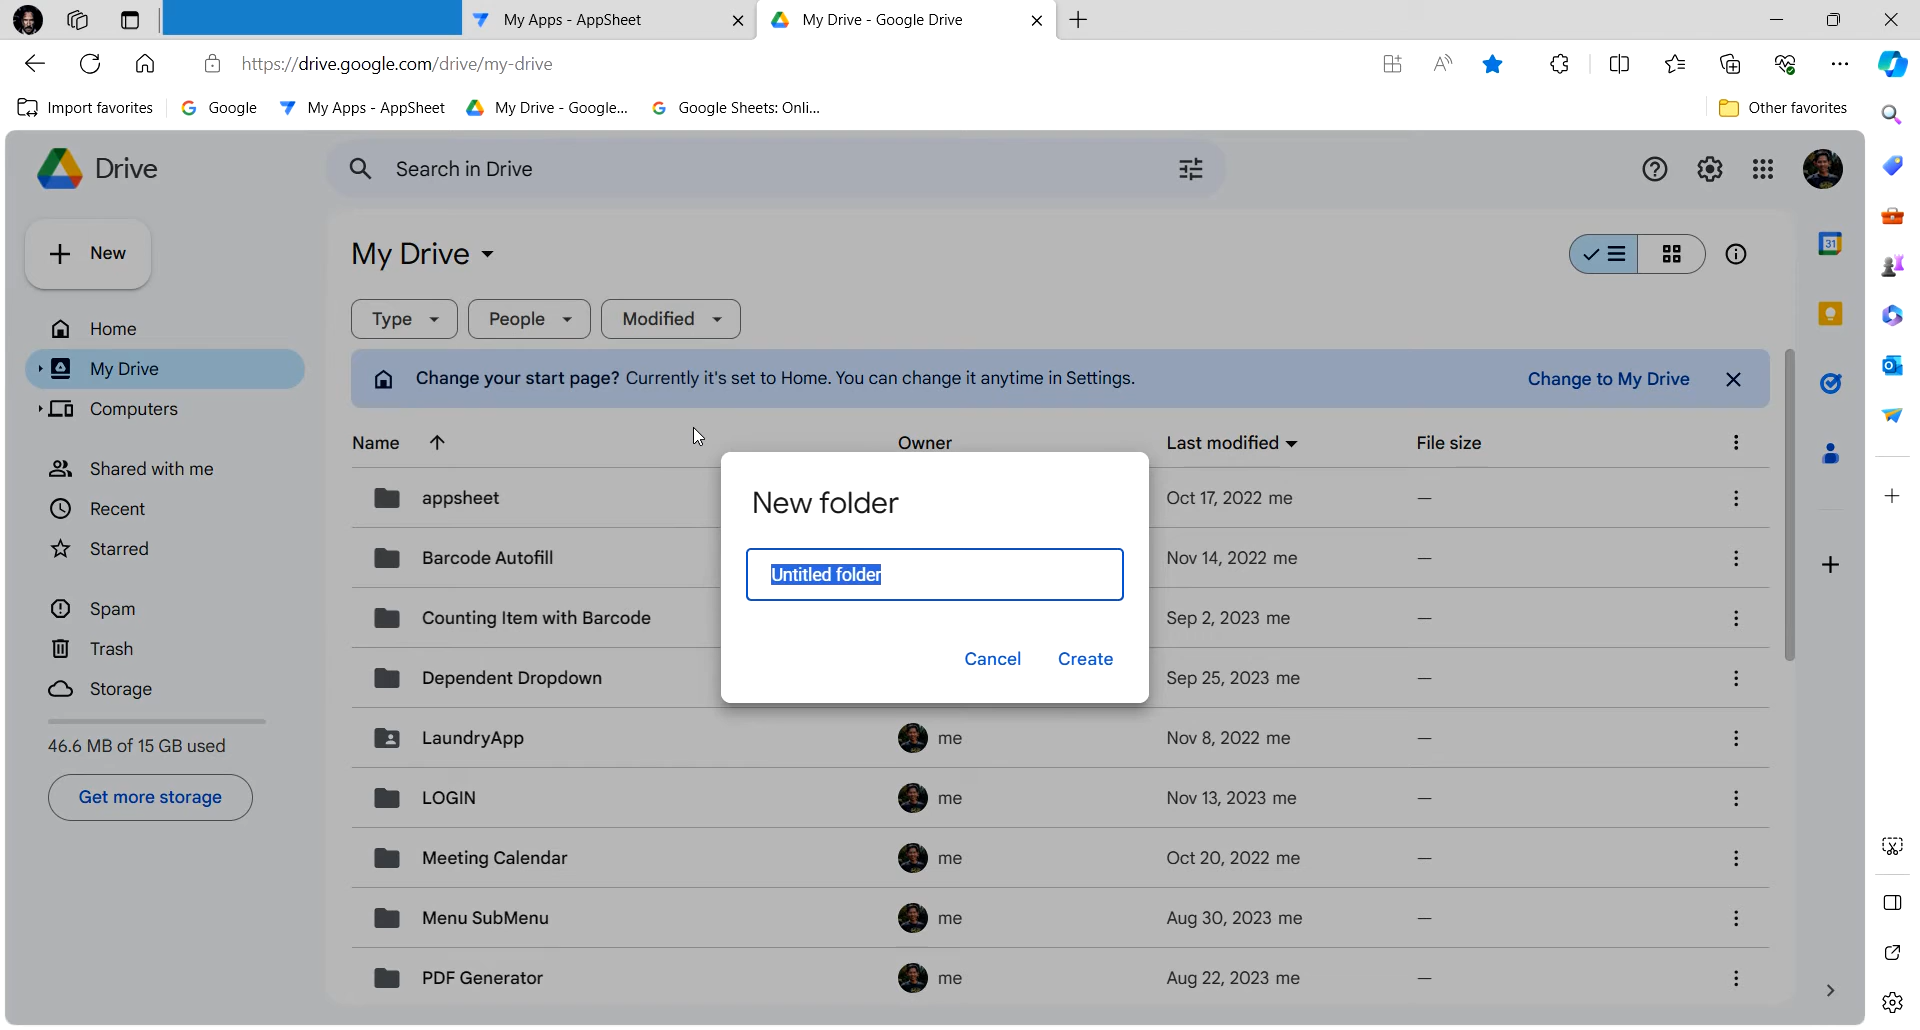 My Apps - AppSheet
My Drive - Google Drive
https://drive.google.com/drive/my-drive
Import favorites
Google
My Apps - AppSheet
My Drive - Google...
Google Sheets: Onli...
Other favorites
Drive
Search in Drive
New
My Drive
31
Home
Type
People
Modified
My Drive
Change your start page? Currently it's set to Home. You can change it anytime in Settings.
Change to My Drive
Computers
Name
Owner
Last modified
File size
Shared with me
New folder
appsheet
Oct 17, 2022 me
—
Recent
Starred
Barcode Autofill
Untitled folder
Nov 14, 2022 me
—
Spam
Counting Item with Barcode
Sep 2, 2023 me
—
Trash
Cancel
Create
Dependent Dropdown
Sep 25, 2023 me
—
Storage
46.6 MB of 15 GB used
LaundryApp
me
Nov 8, 2022 me
—
Get more storage
LOGIN
me
Nov 13, 2023 me
—
Meeting Calendar
me
Oct 20, 2022 me
—
Menu SubMenu
me
Aug 30, 2023 me
—
PDF Generator
me
Aug 22, 2023 me
—